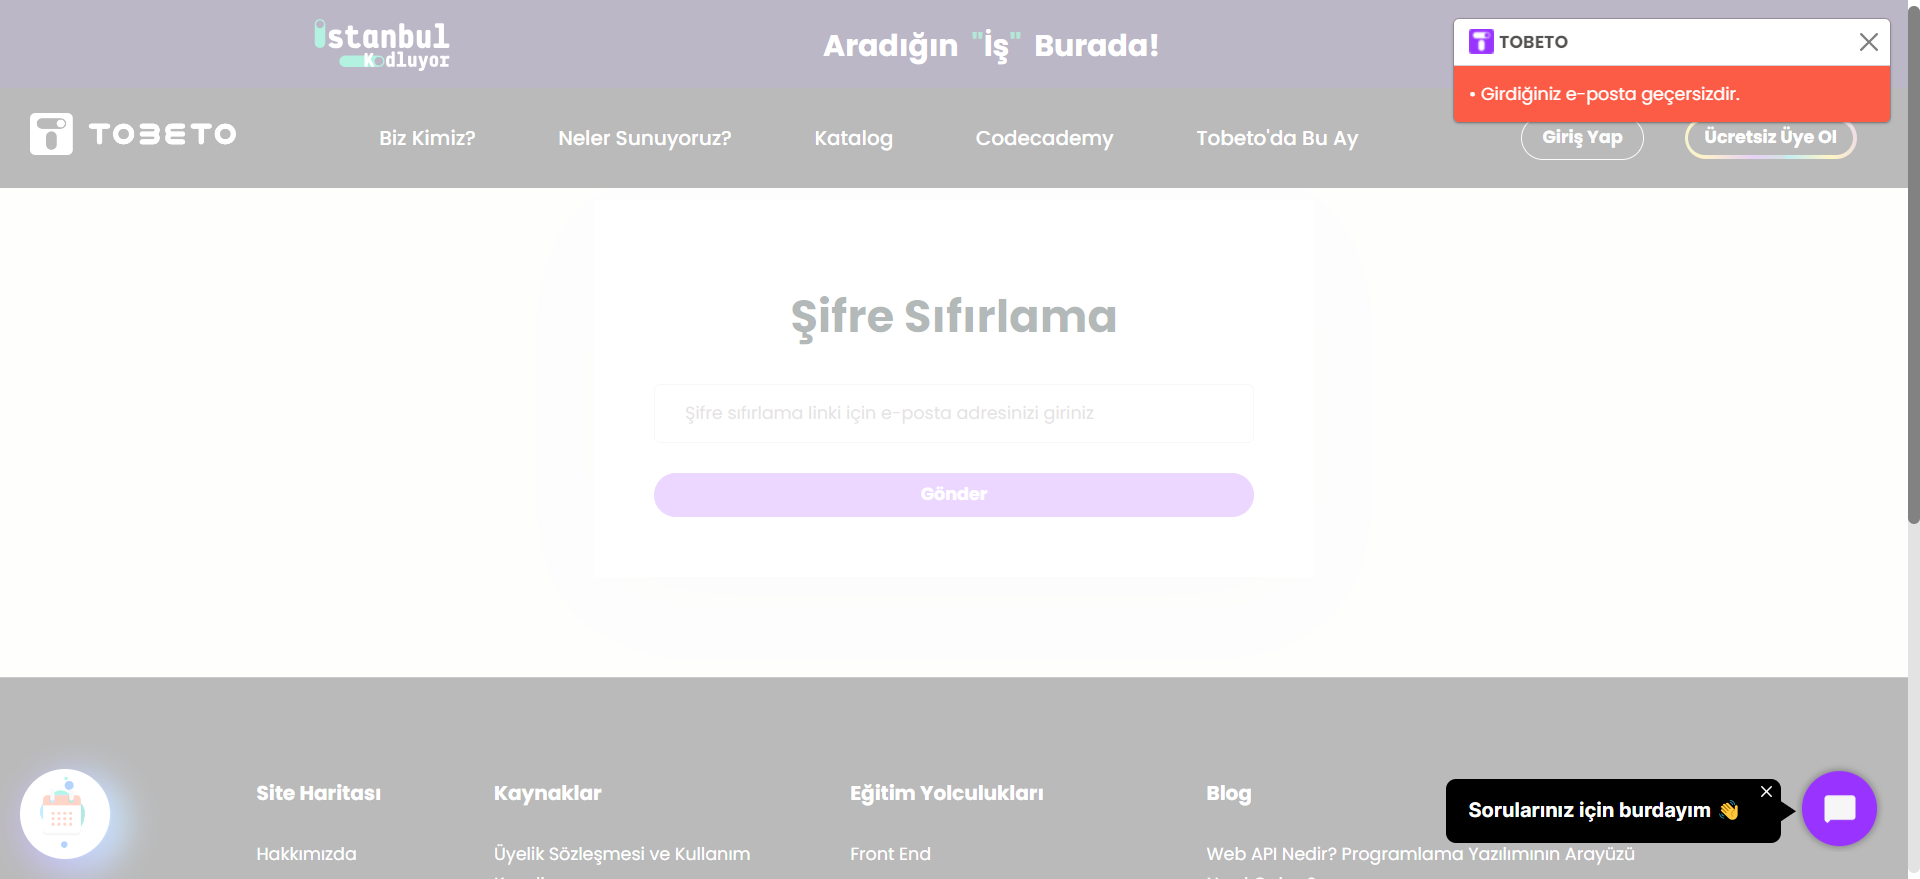 istanbul
Kodluyor
Aradığın "İş" Burada!
TOBETO
• Girdiğiniz e-posta geçersizdir.
TOBETO
Biz Kimiz?
Neler Sunuyoruz?
Katalog
Codecademy
Tobeto'da Bu Ay
Giriş Yap
Ücretsiz Üye Ol
Şifre Sıfırlama
Şifre sıfırlama linki için e-posta adresinizi giriniz
Gönder
Site Haritası
Kaynaklar
Eğitim Yolculukları
Blog
Sorularınız için burdayım 👋
Hakkımızda
Üyelik Sözleşmesi ve Kullanım
Front End
Web API Nedir? Programlama Yazılımının Arayüzü